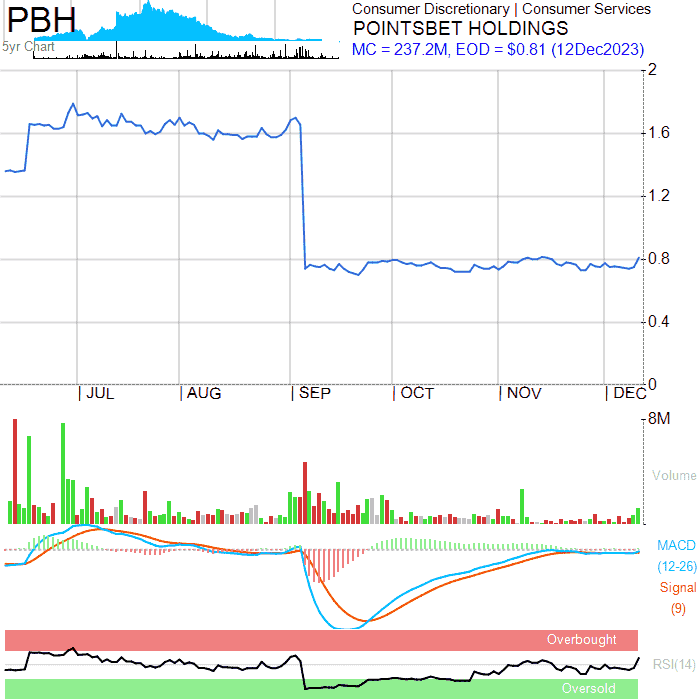 PBH
Consumer Discretionary | Consumer Services
POINTSBET HOLDINGS
5yr Chart
MC = 237.2M, EOD = $0.81 (12Dec2023)
2
1.6
1.2
0.8
0.4
0
| JUL | AUG | SEP | OCT | NOV | DEC
8M
Volume
MACD
(12-26)
Signal
(9)
Overbought
RSI(14)
Oversold